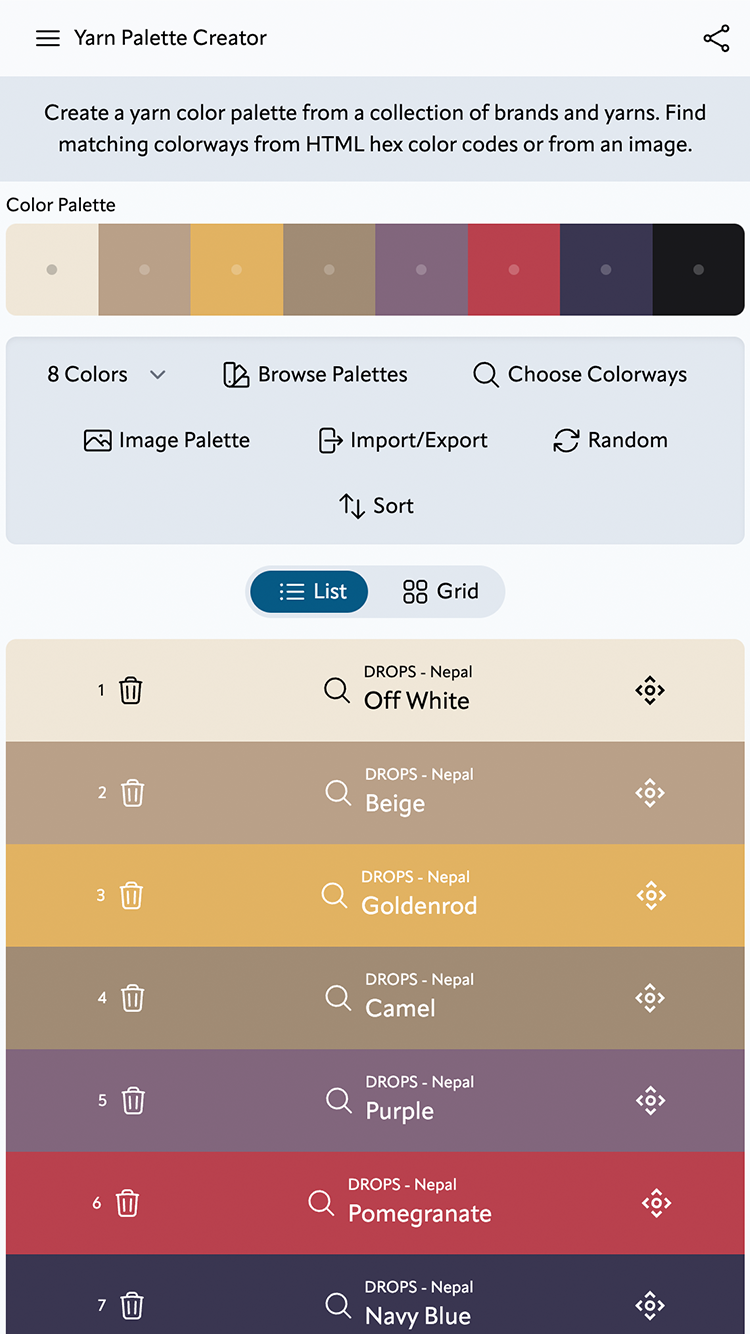 Yarn Palette Creator
Create a yarn color palette from a collection of brands and yarns. Find
matching colorways from HTML hex color codes or from an image.
Color Palette
8 Colors
Browse Palettes
Choose Colorways
Image Palette
Import/Export
Random
Sort
List
Grid
1
DROPS - Nepal
Off White
2
DROPS - Nepal
Beige
3
DROPS - Nepal
Goldenrod
4
DROPS - Nepal
Camel
5
DROPS - Nepal
Purple
6
DROPS - Nepal
Pomegranate
7
DROPS - Nepal
Navy Blue